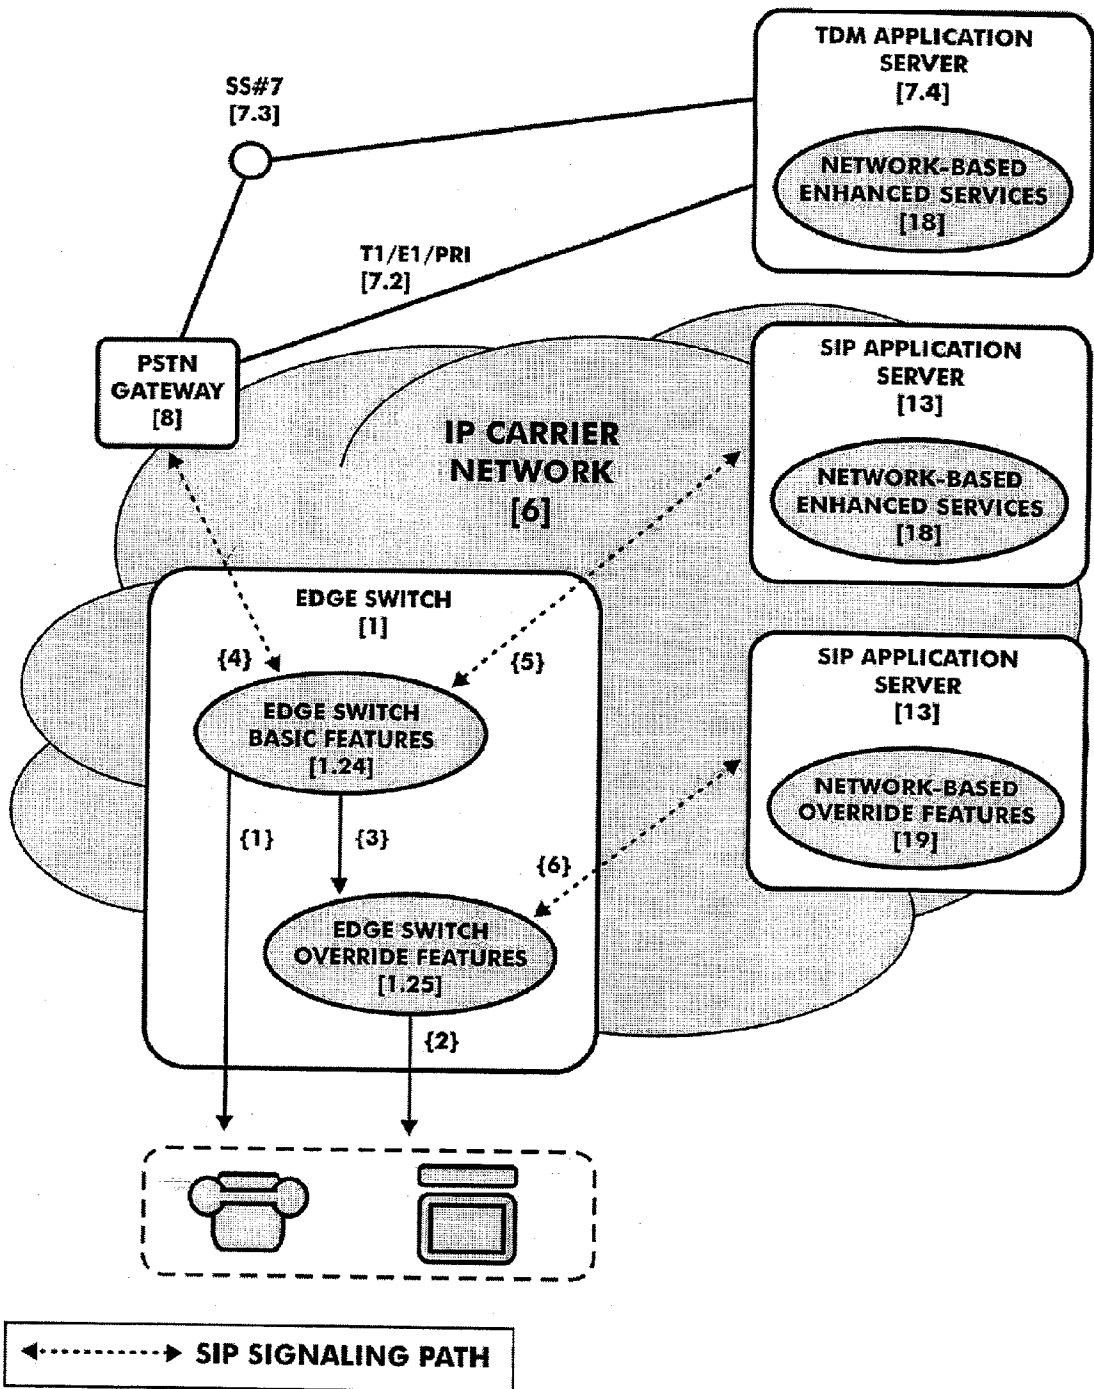 TDM APPLICATION
SERVER
[7.4]
NETWORK-BASED
ENHANCED SERVICES
[18]
SS#7
[7.3]
T1/E1/PRI
[7.2]
PSTN
GATEWAY
[8]
IP CARRIER
NETWORK
[6]
SIP APPLICATION
SERVER
[13]
NETWORK-BASED
ENHANCED SERVICES
[18]
EDGE SWITCH
[1]
{4}
{5}
EDGE SWITCH
BASIC FEATURES
[1.24]
SIP APPLICATION
SERVER
[13]
NETWORK-BASED
OVERRIDE FEATURES
[19]
{1}
{3}
{6}
EDGE SWITCH
OVERRIDE FEATURES
[1.25]
{2}
SIP SIGNALING PATH